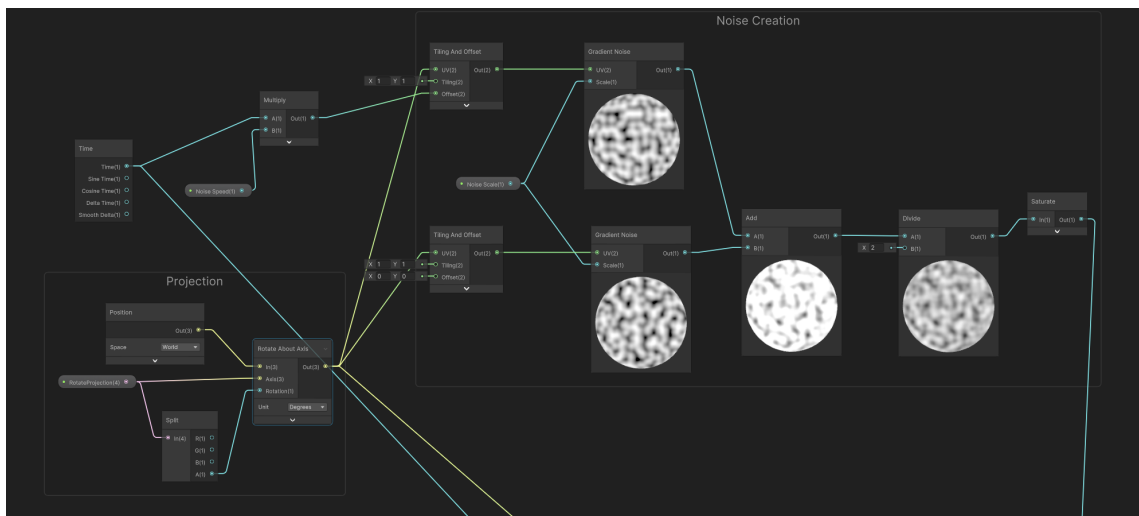 Noise Creation
Tiling And Offset
UV(2) Out(2)
X 1 Y 1
Tiling(2)
Offset(2)
Gradient Noise
UV(2) Out(1)
Scale(1)
Multiply
A(1) Out(1)
B(1)
Time
Time(1)
Sine Time(1)
Cosine Time(1)
Delta Time(1)
Smooth Delta(1)
Noise Speed(1)
Noise Scale(1)
Tiling And Offset
UV(2) Out(2)
X 1 Y 1
Tiling(2)
X 0 Y 0
Offset(2)
Gradient Noise
UV(2) Out(1)
Scale(1)
Add
A(1) Out(1)
B(1)
Divide
A(1) Out(1)
X 2
B(1)
Saturate
In(1) Out(1)
Projection
Position
Out(3)
Space World
RotateProjection(4)
Rotate About Axis
In(3) Out(3)
Axis(3)
Rotation(1)
Unit Degrees
Split
In(4) R(1)
G(1)
B(1)
A(1)